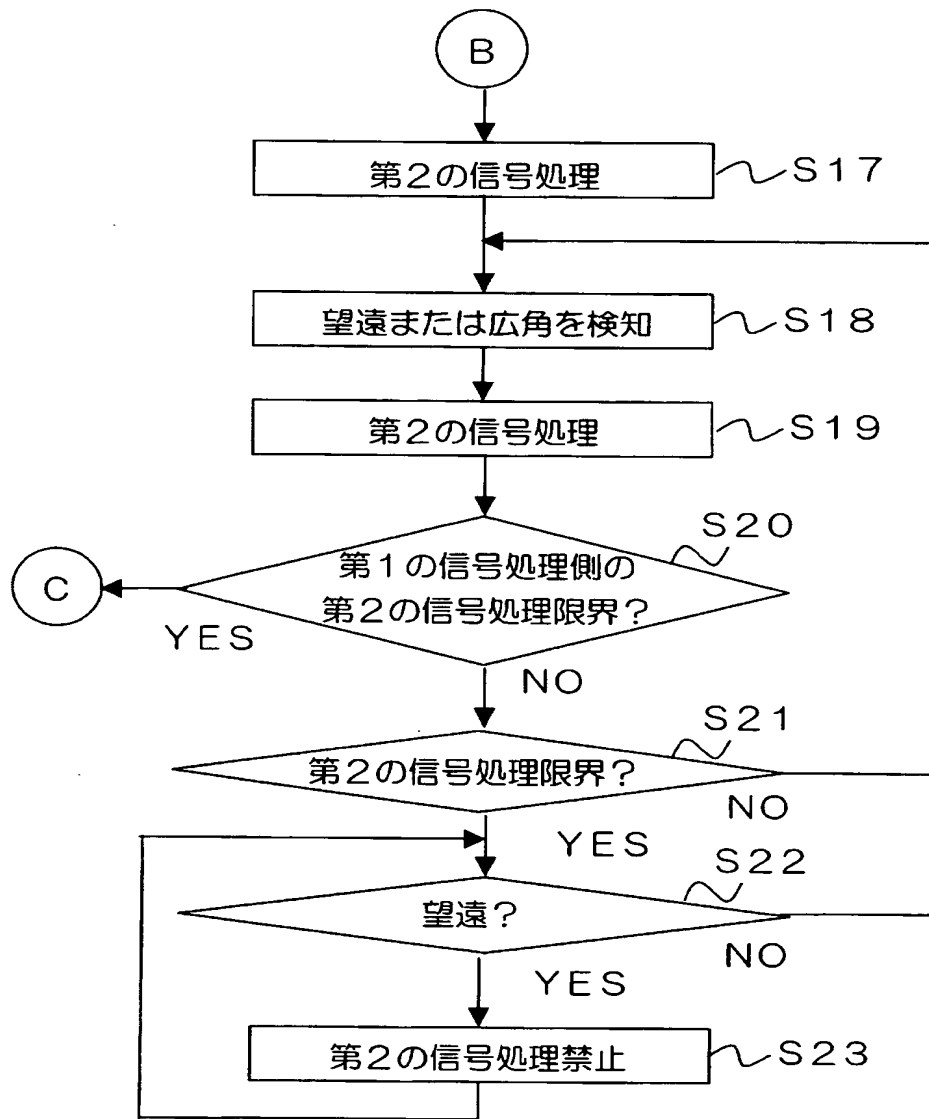 B
第2の信号処理
S17
望遠または広角を検知
S18
第2の信号処理
S19
S20
第1の信号処理側の
第2の信号処理限界？
C
YES
NO
S21
第2の信号処理限界？
NO
YES
S22
望遠？
NO
YES
第2の信号処理禁止
S23